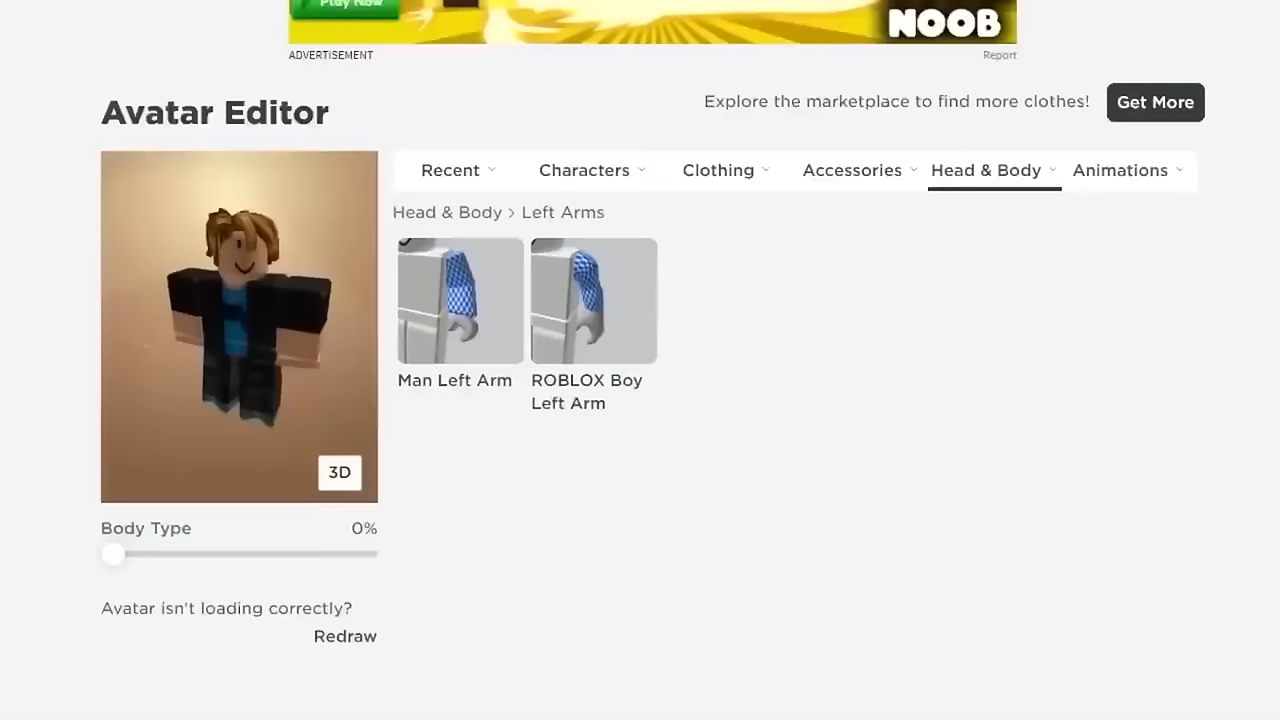 Play Now
NOOB
ADVERTISEMENT
Report
Avatar Editor
Explore the marketplace to find more clothes!
Get More
Recent
Characters
Clothing
Accessories
Head & Body
Animations
Head & Body > Left Arms
Man Left Arm
ROBLOX Boy
Left Arm
3D
Body Type
0%
Avatar isn't loading correctly?
Redraw